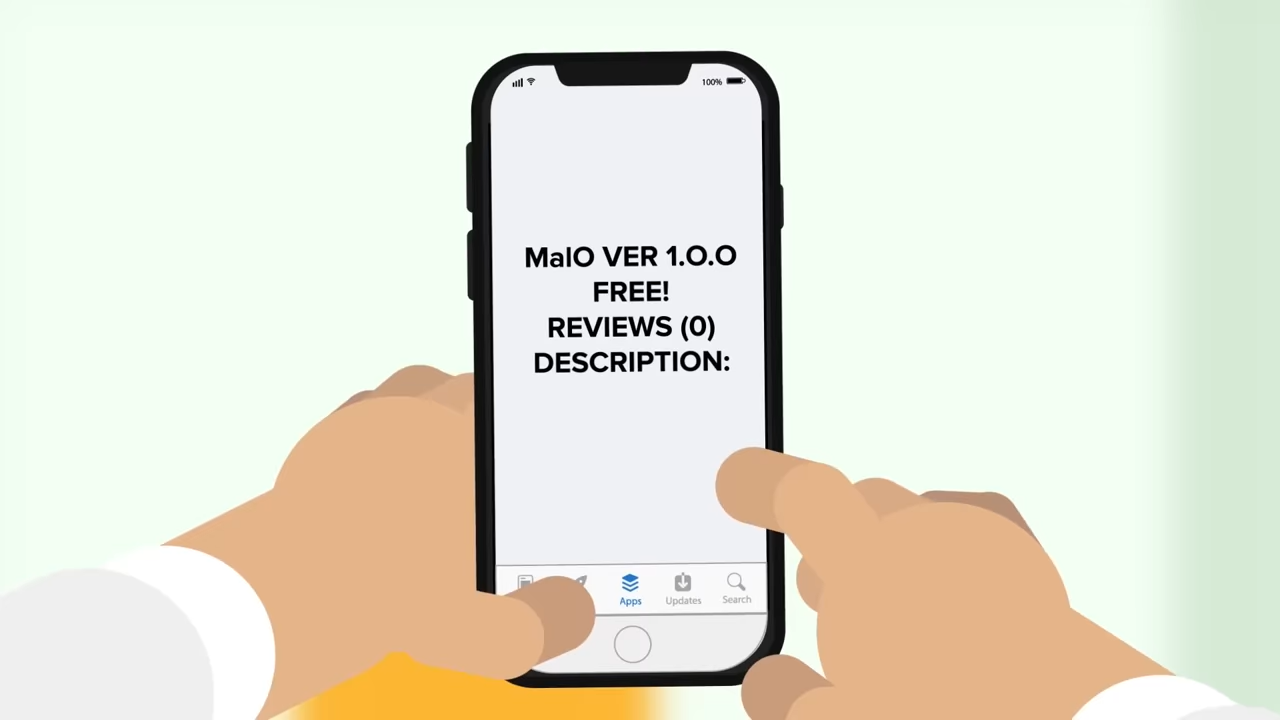 100%
MalO VER 1.0.0
FREE!
REVIEWS (0)
DESCRIPTION:
Apps
Updates
Search